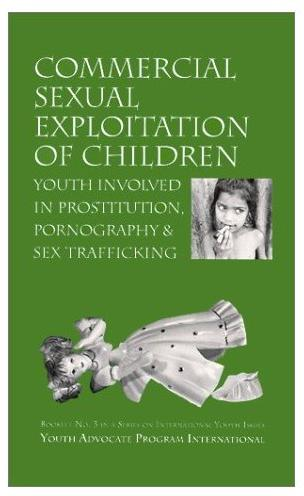 COMMERCIAL
SEXUAL
EXPLOITATION
OF CHILDREN
YOUTH INVOLVED
IN PROSTITUTION,
PORNOGRAPHY &
SEX TRAFFICKING
BOOKLET NO. 3 IN A SERIES ON INTERNATIONAL YOUTH ISSUES
YOUTH ADVOCATE PROGRAM INTERNATIONAL